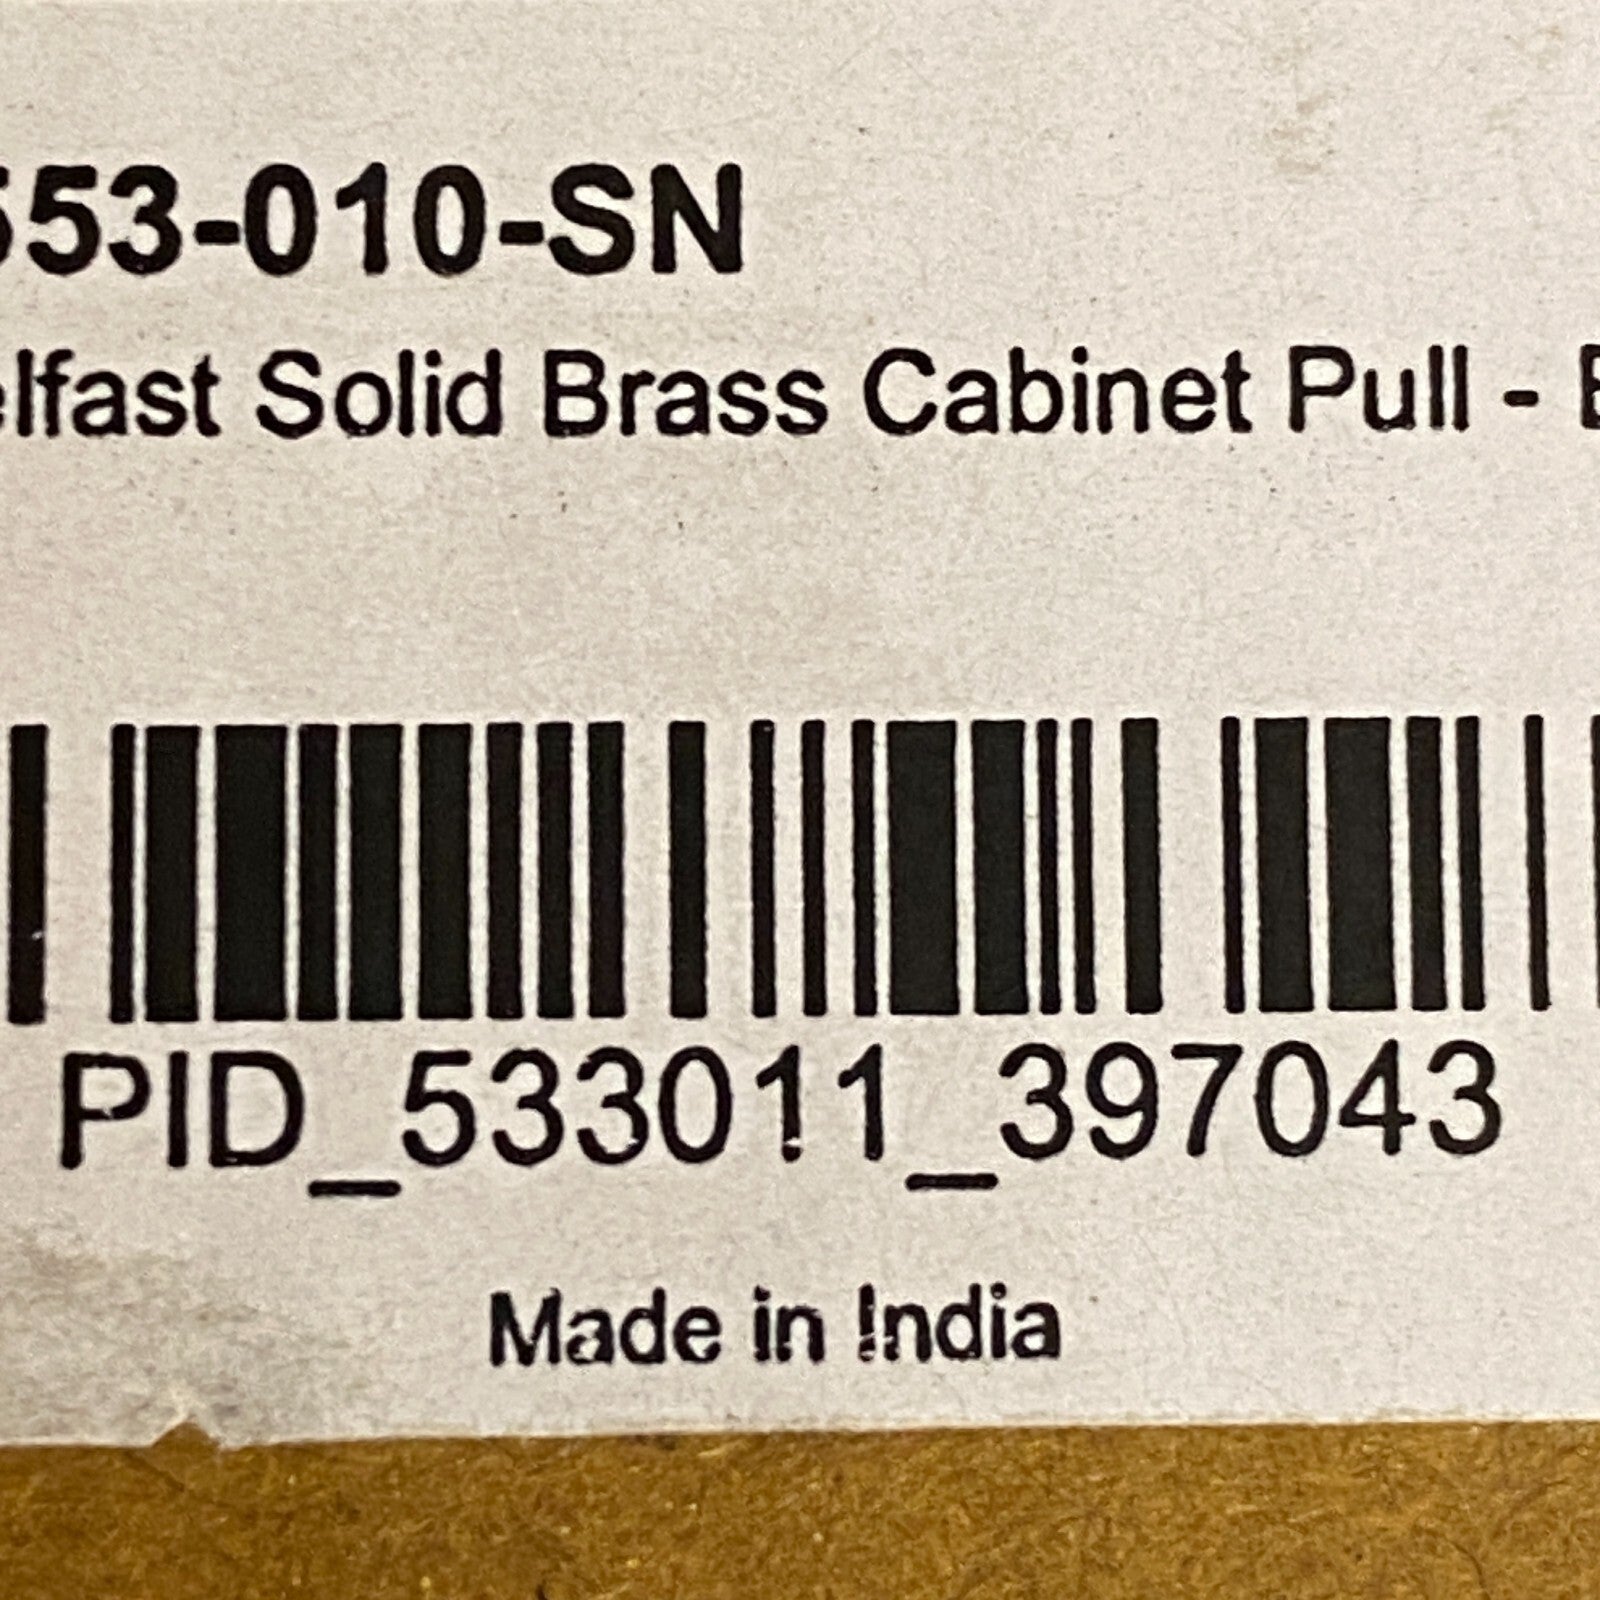 553-010-SN
elfast Solid Brass Cabinet Pull -
PID_533011_397043
Made in India